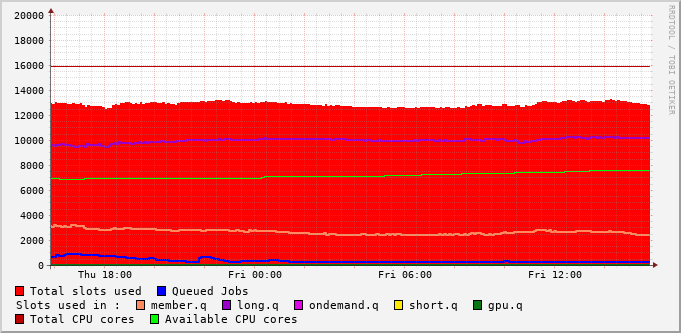 20000
18000
16000
14000
12000
10000
8000
6000
4000
2000
0
Thu 18:00 Fri 00:00 Fri 06:00 Fri 12:00
Total slots used Queued Jobs
Slots used in : member.q long.q ondemand.q short.q gpu.q
Total CPU cores Available CPU cores
RRDTOOL / TOBI OETIKER